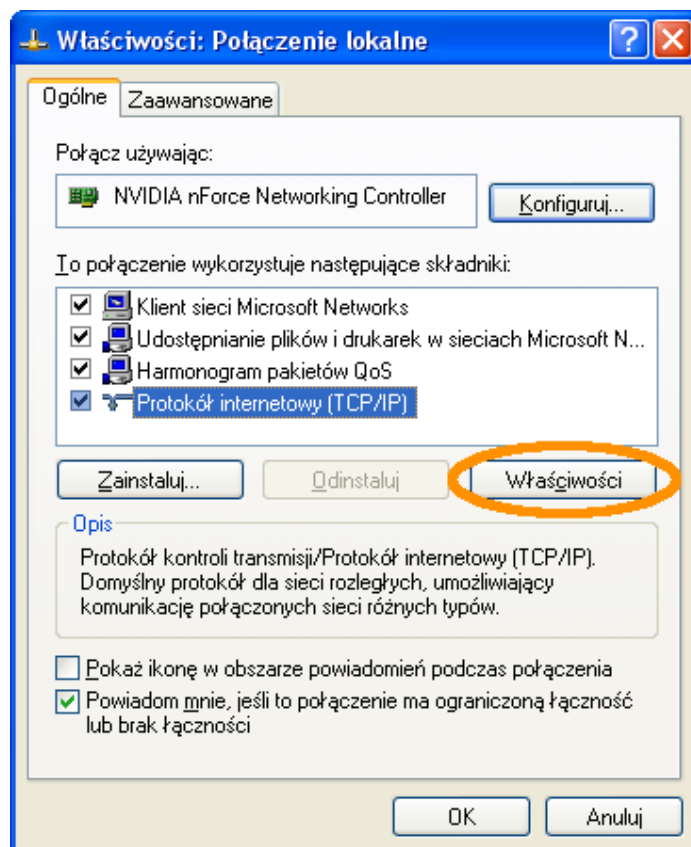 Właściwości: Połączenie lokalne
Ogólne
Zaawansowane
Połącz używając:
NVIDIA nForce Networking Controller
Konfiguruj...
To połączenie wykorzystuje następujące składniki:
Klient sieci Microsoft Networks
Udostępnianie plików i drukarek w sieciach Microsoft N...
Harmonogram pakietów QoS
Protokół internetowy (TCP/IP)
Zainstaluj...
Odinstaluj
Właściwości
Opis
Protokół kontroli transmisji/Protokół internetowy (TCP/IP).
Domyślny protokół dla sieci rozległych, umożliwiający
komunikację połączonych sieci różnych typów.
Pokaż ikonę w obszarze powiadomień podczas połączenia
Powiadom mnie, jeśli to połączenie ma ograniczoną łączność
lub brak łączności
OK
Anuluj